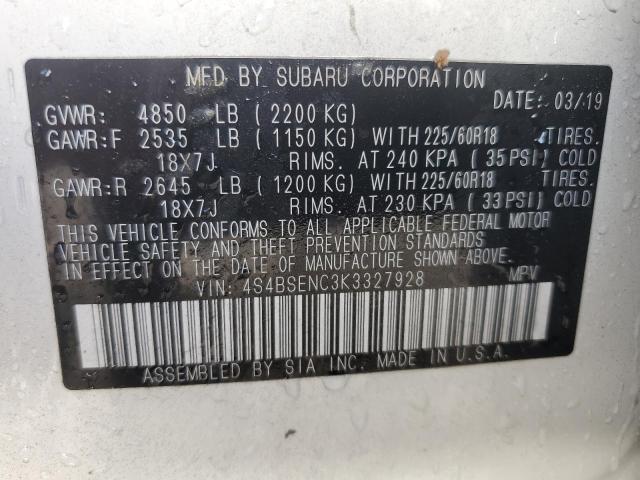 MFD BY SUBARU CORPORATION
DATE: 03/19
GVWR: 4850 LB ( 2200 KG)
GAWR:F 2535 LB ( 1150 KG) WITH 225/60R18 TIRES.
18X7J RIMS. AT 240 KPA ( 35 PSI) COLD
GAWR:R 2645 LB ( 1200 KG) WITH 225/60R18 TIRES.
18X7J RIMS. AT 230 KPA ( 33 PSI) COLD
THIS VEHICLE CONFORMS TO ALL APPLICABLE FEDERAL MOTOR
VEHICLE SAFETY AND THEFT PREVENTION STANDARDS
IN EFFECT ON THE DATE OF MANUFACTURE SHOWN ABOVE.
VIN: 4S4BSENC3K3327928 MPV
ASSEMBLED BY SIA INC. MADE IN U.S.A.